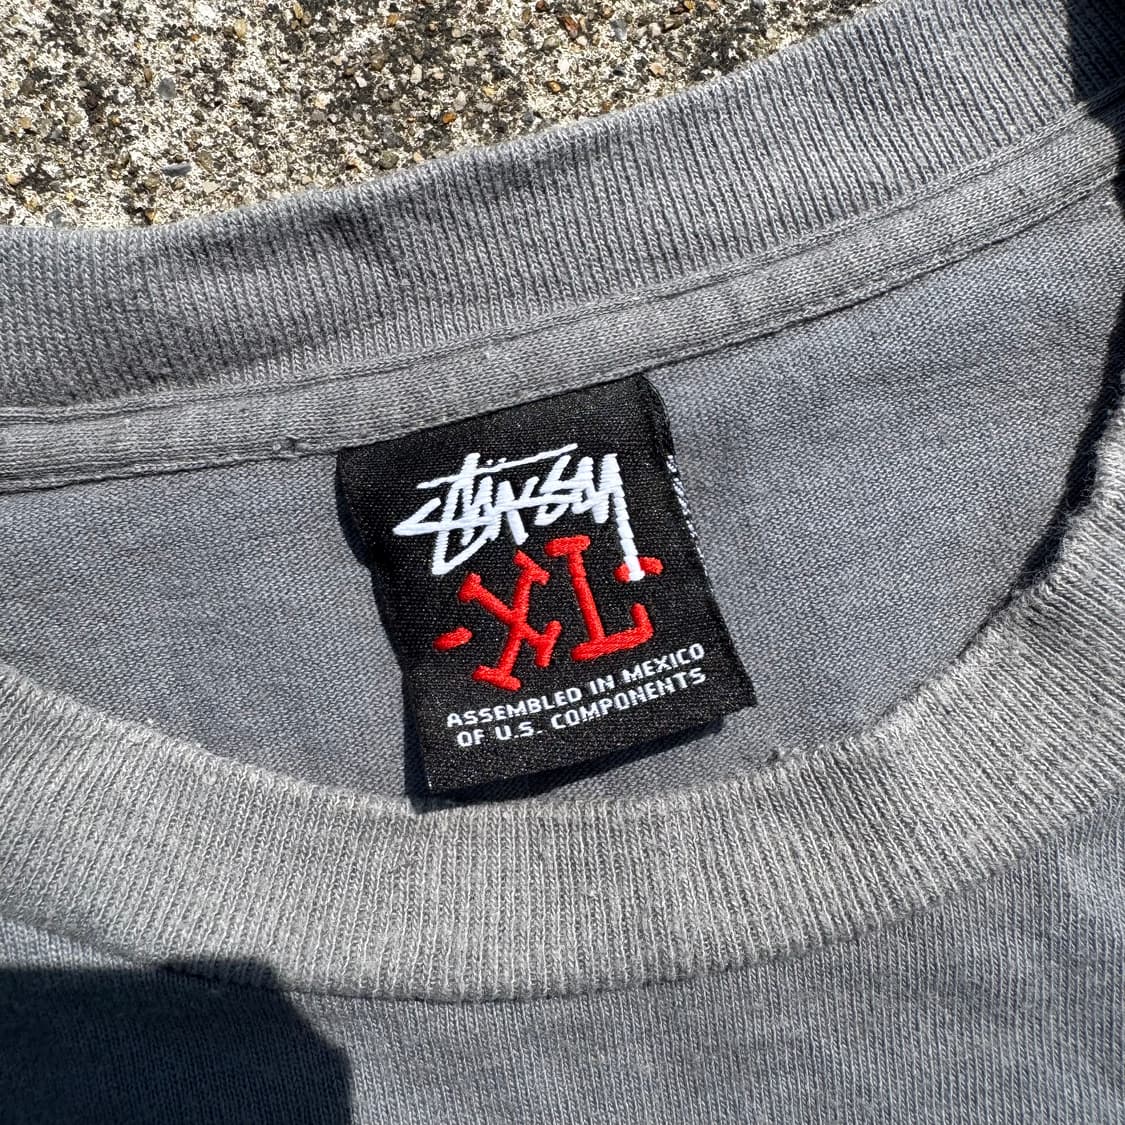 STÜSSY
-XL-
ASSEMBLED IN MEXICO
OF U.S. COMPONENTS